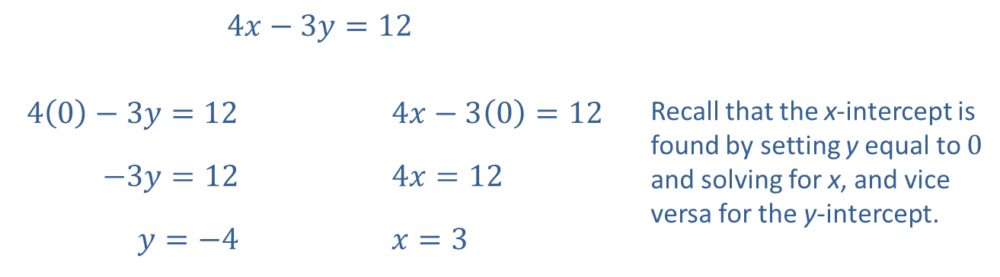 4x − 3y = 12
4(0) − 3y = 12
−3y = 12
y = −4
4x − 3(0) = 12
4x = 12
x = 3
Recall that the x-intercept is
found by setting y equal to 0
and solving for x, and vice
versa for the y-intercept.